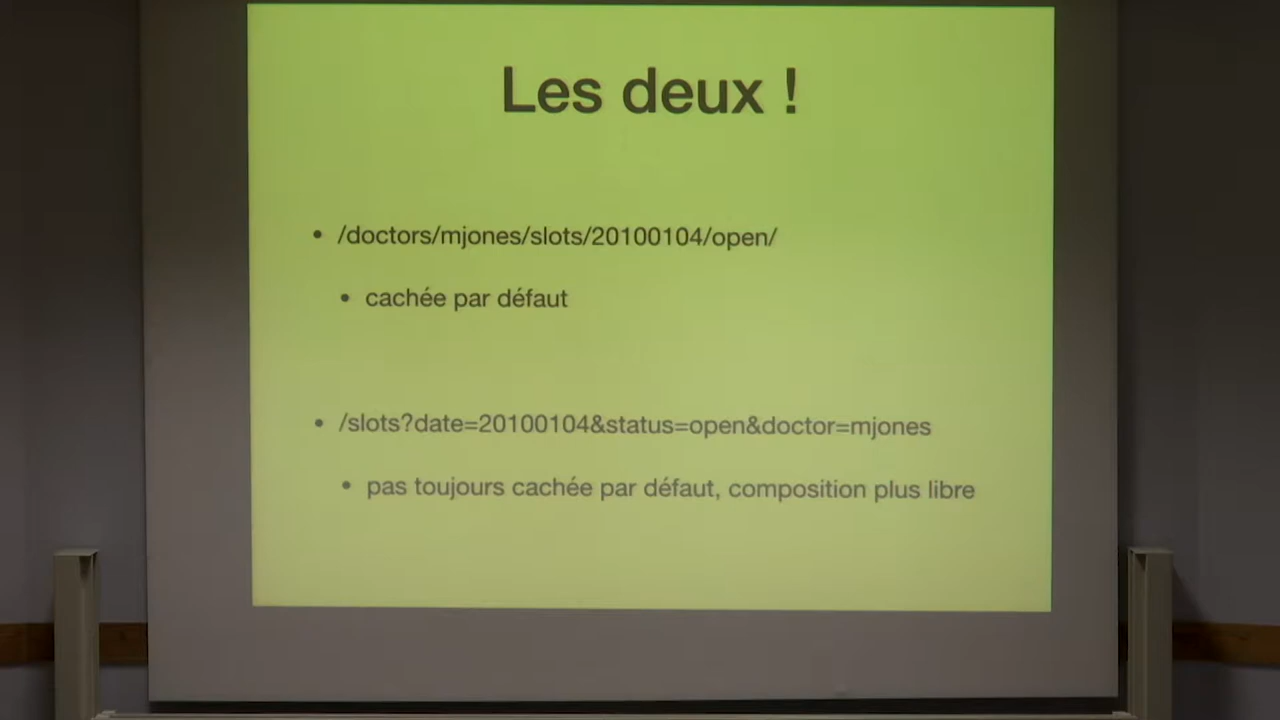 Les deux !
• /doctors/mjones/slots/20100104/open/
• cachée par défaut
• /slots?date=20100104&status=open&doctor=mjones
• pas toujours cachée par défaut, composition plus libre